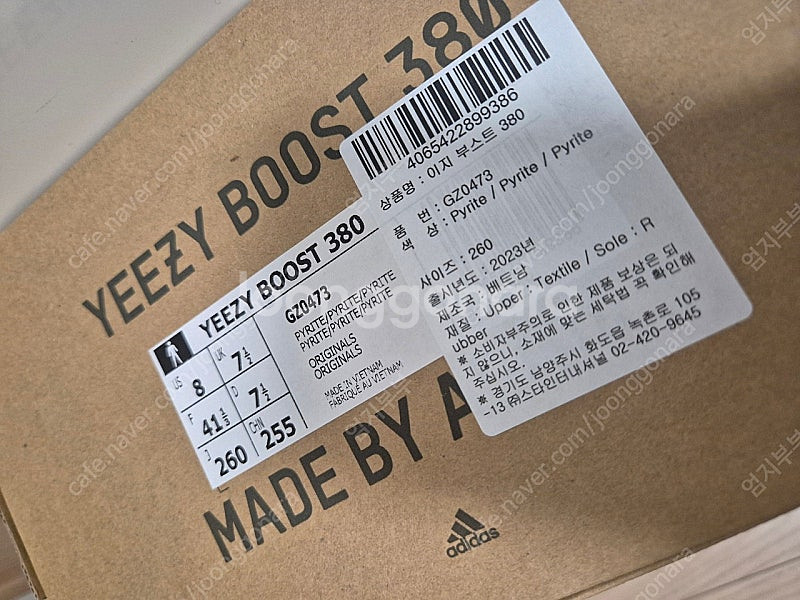 YEEZY BOOST 380
YEEZY BOOST 380
GZ0473
PYRITE/PYRITE/PYRITE
PYRITE/PYRITE/PYRITE
ORIGINALS
ORIGINALS
MADE IN VIETNAM
FABRIQUÉ AU VIETNAM
US 8
UK 7½
F 41⅓
D 7½
J 260
CHN 255
4065422899386
상품명 : 이지 부스트 380
품 번 : GZ0473
색 상 : Pyrite / Pyrite / Pyrite
사이즈 : 260
출시년도 : 2023년
제조국 : 베트남
재질 : Upper : Textile / Sole : R
ubber
※ 소비자부주의로 인한 제품 보상은 되
지 않으니, 소재에 맞는 세탁법 꼭 확인해
주십시오.
※ 경기도 남양주시 화도읍 녹촌로 105
-13 ㈜스타인터내셔널 02-420-9645
MADE BY A
adidas
Joonggonara
cafe.naver.com/joonggonara
엄지부부